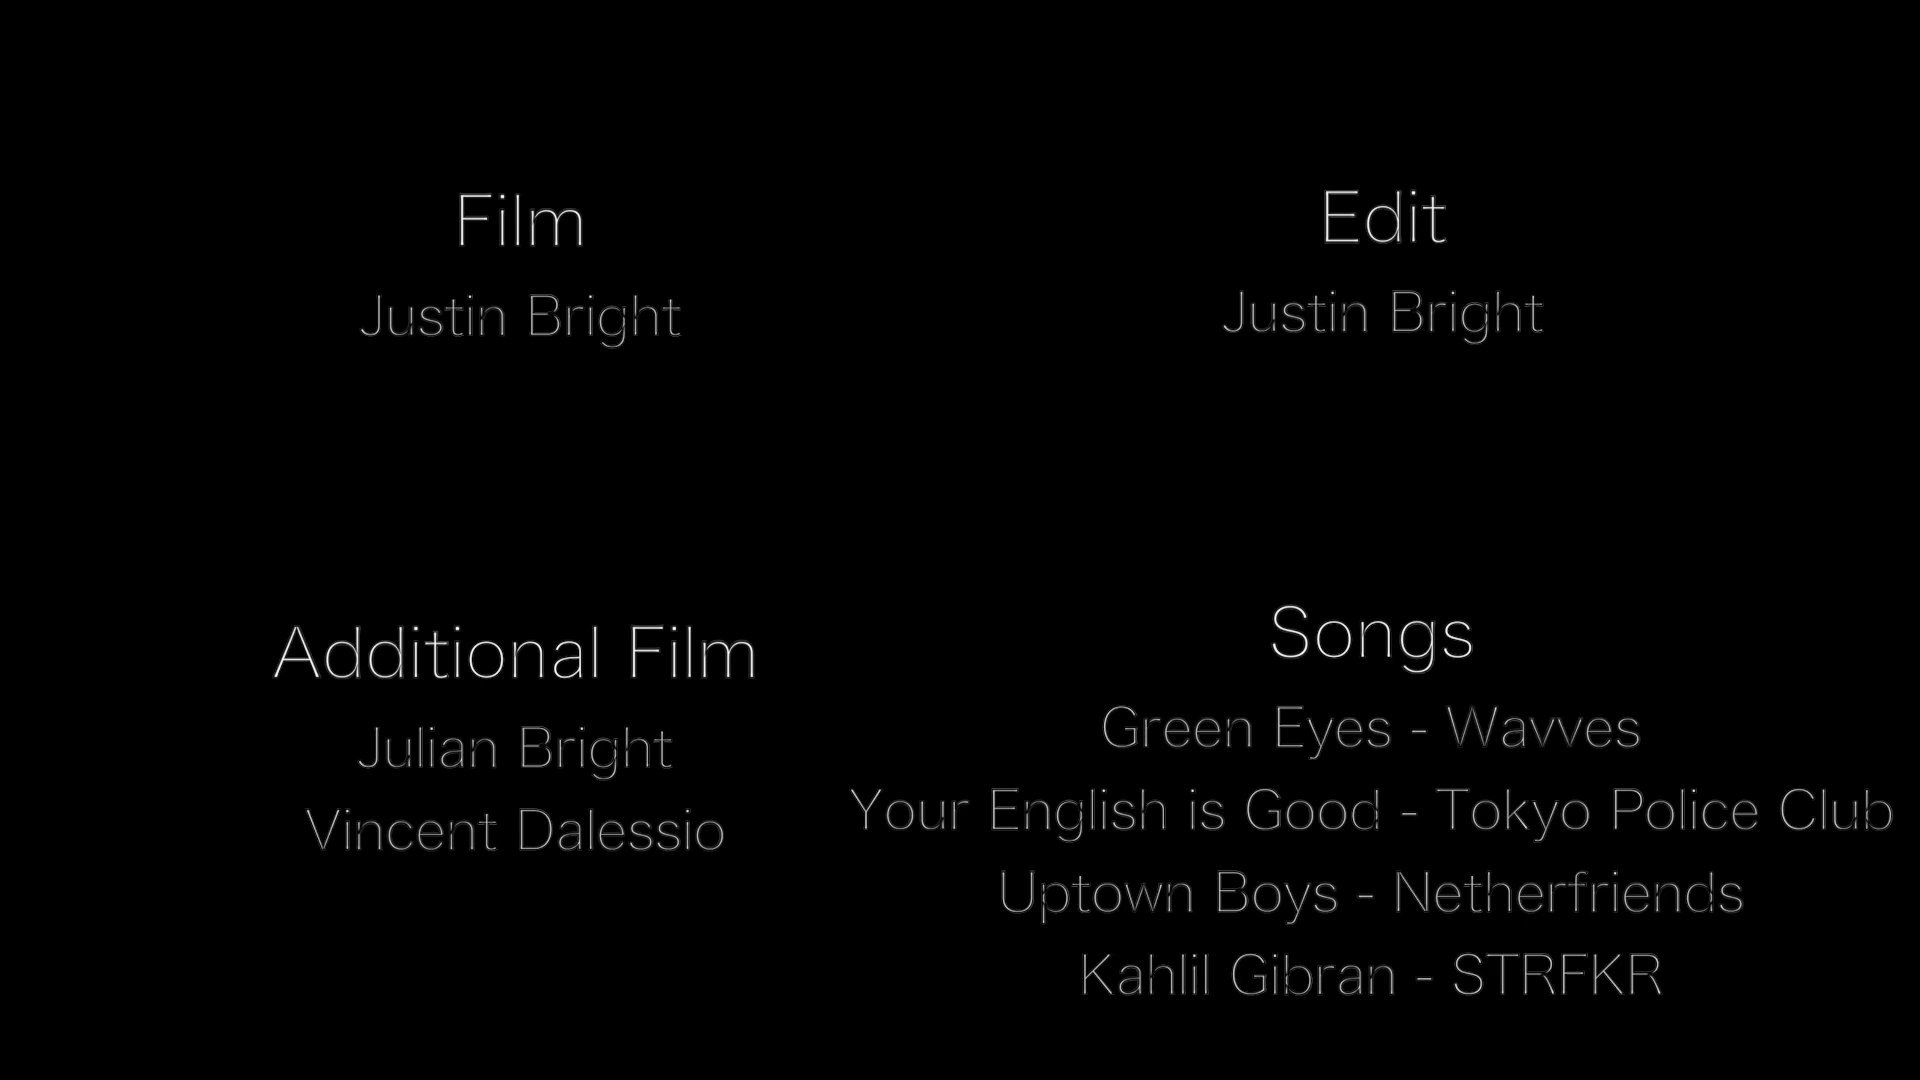 Film
Justin Bright
Edit
Justin Bright
Additional Film
Julian Bright
Vincent Dalessio
Songs
Green Eyes - Wavves
Your English is Good - Tokyo Police Club
Uptown Boys - Netherfriends
Kahlil Gibran - STRFKR